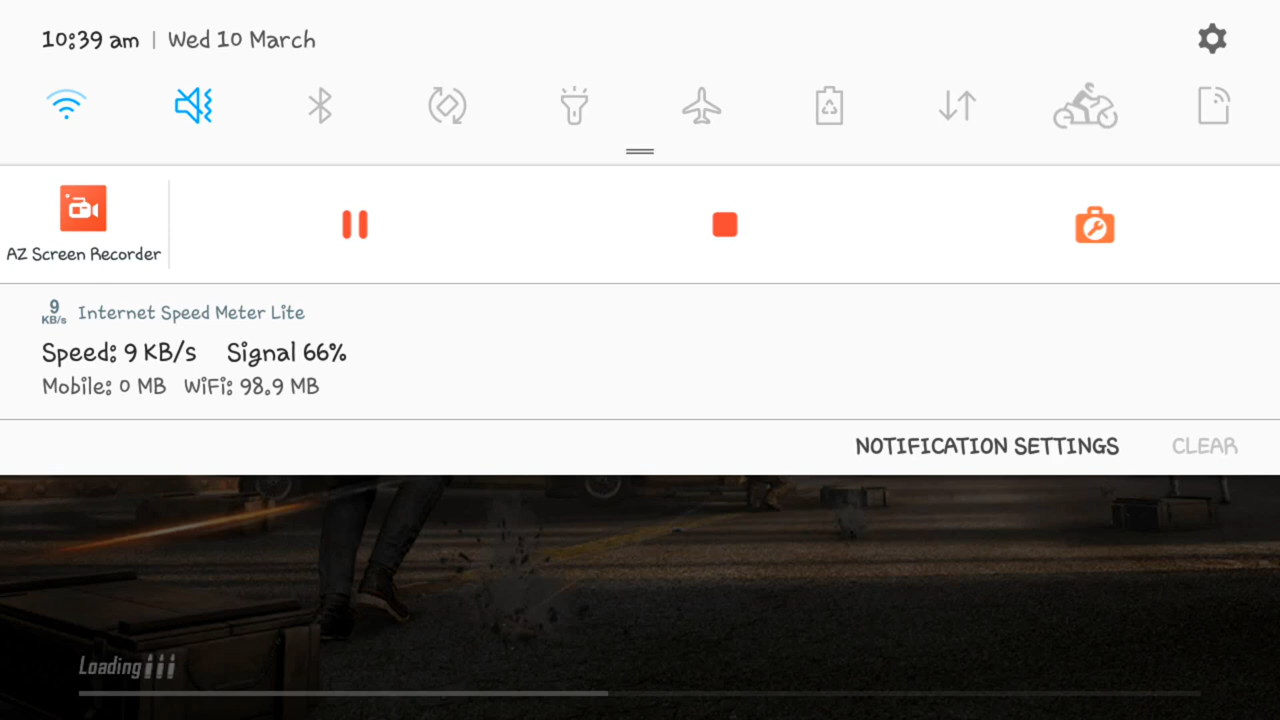 10:39 am | Wed 10 March
AZ Screen Recorder
9 KB/s Internet Speed Meter Lite
Speed: 9 KB/s Signal 66%
Mobile: 0 MB WiFi: 98.9 MB
NOTIFICATION SETTINGS CLEAR
Loading...